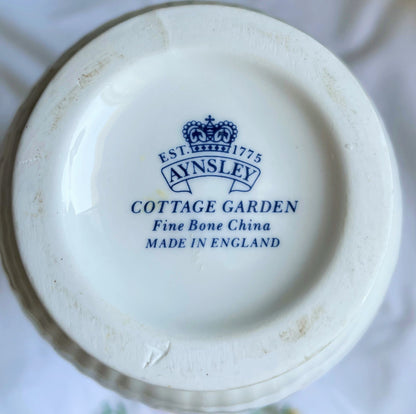 EST. 1775
AYNSLEY
COTTAGE GARDEN
Fine Bone China
MADE IN ENGLAND